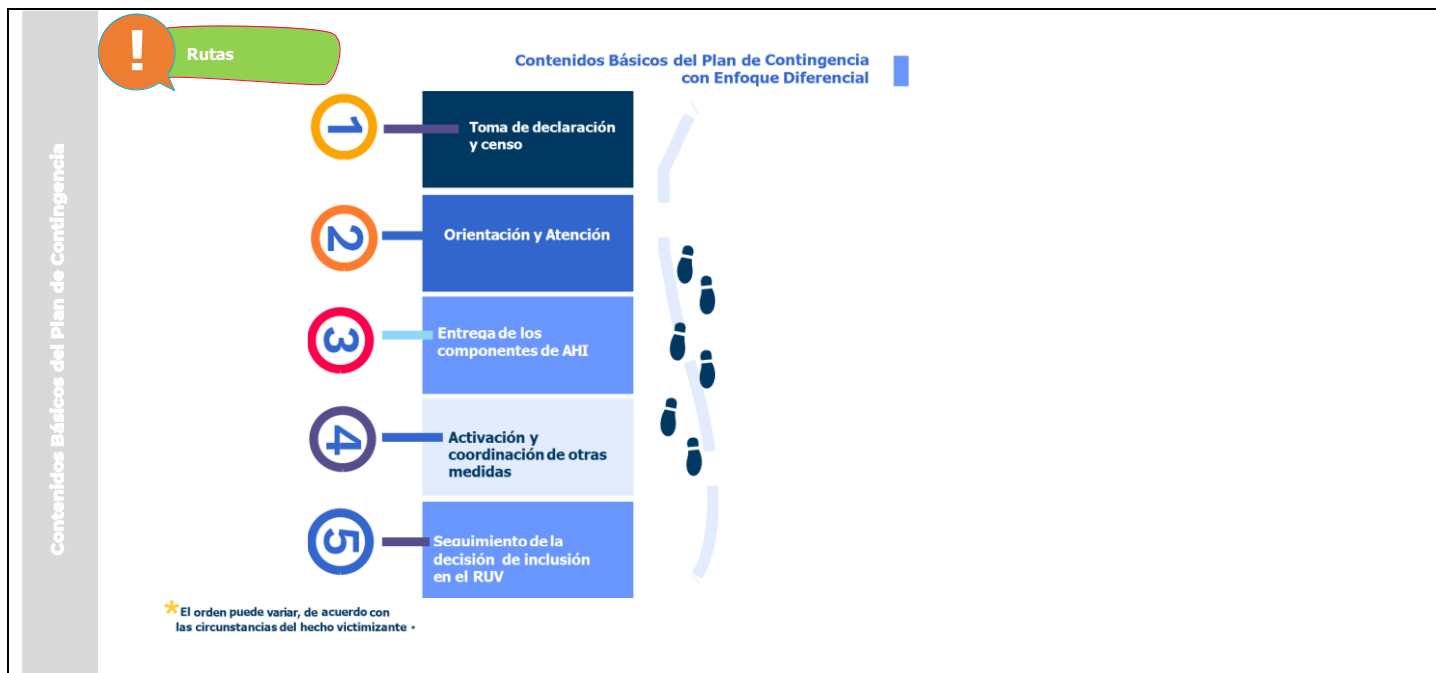 !
Rutas
Contenidos Básicos del Plan de Contingencia
con Enfoque Diferencial
Contenidos Básicos del Plan de Contingencia
1
Toma de declaración
y censo
2
Orientación y Atención
3
Entrega de los
componentes de AHI
4
Activación y
coordinación de otras
medidas
5
Seguimiento de la
decisión de inclusión
en el RUV
*El orden puede variar, de acuerdo con
las circunstancias del hecho victimizante .